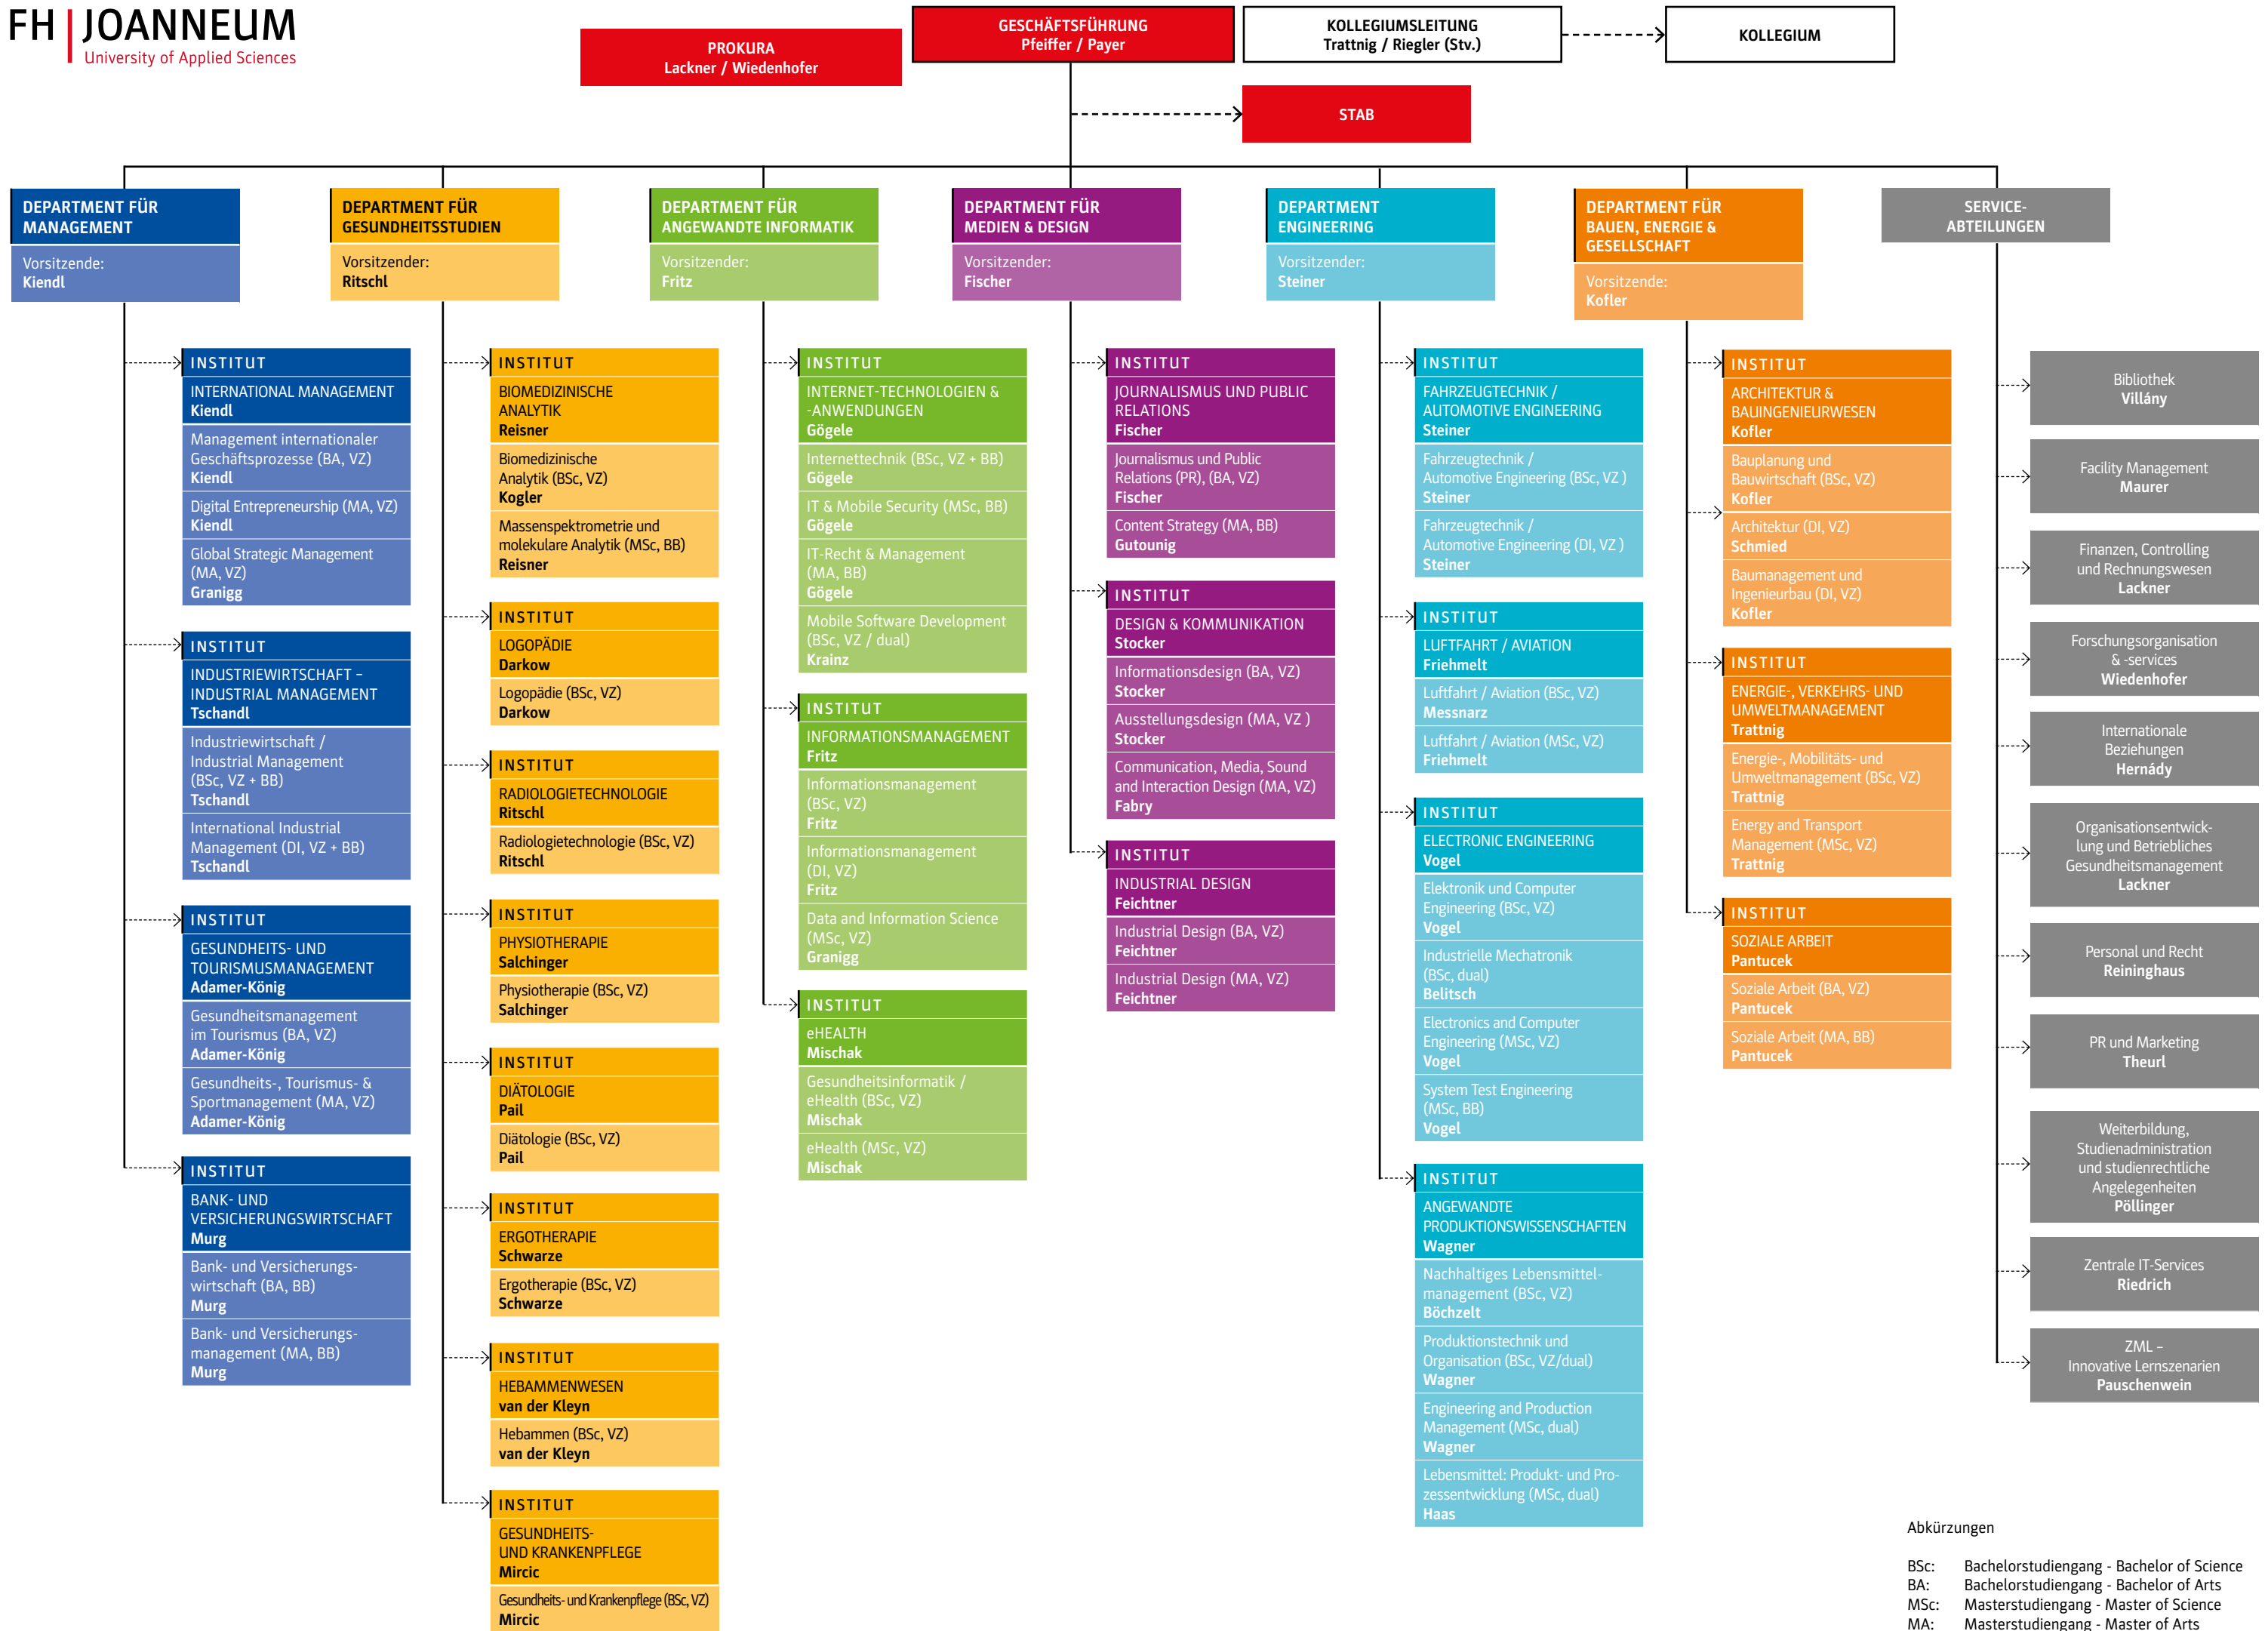 FH JOANNEUM
University of Applied Sciences
PROKURA
Lackner / Wiedenhofer
GESCHÄFTSFÜHRUNG
Pfeiffer / Payer
KOLLEGIUMSLEITUNG
Trattnig / Riegler (Stv.)
KOLLEGIUM
STAB
DEPARTMENT FÜR
MANAGEMENT
Vorsitzende:
Kiendl
INSTITUT
INTERNATIONAL MANAGEMENT
Kiendl
Management internationaler
Geschäftsprozesse (BA, VZ)
Kiendl
Digital Entrepreneurship (MA, VZ)
Kiendl
Global Strategic Management
(MA, VZ)
Granigg
INSTITUT
INDUSTRIEWIRTSCHAFT –
INDUSTRIAL MANAGEMENT
Tschandl
Industriewirtschaft /
Industrial Management
(BSc, VZ + BB)
Tschandl
International Industrial
Management (DI, VZ + BB)
Tschandl
INSTITUT
GESUNDHEITS- UND
TOURISMUSMANAGEMENT
Adamer-König
Gesundheitsmanagement
im Tourismus (BA, VZ)
Adamer-König
Gesundheits-, Tourismus- &
Sportmanagement (MA, VZ)
Adamer-König
INSTITUT
BANK- UND
VERSICHERUNGSWIRTSCHAFT
Murg
Bank- und Versicherungs-
wirtschaft (BA, BB)
Murg
Bank- und Versicherungs-
management (MA, BB)
Murg
DEPARTMENT FÜR
GESUNDHEITSSTUDIEN
Vorsitzender:
Ritschl
INSTITUT
BIOMEDIZINISCHE
ANALYTIK
Reisner
Biomedizinische
Analytik (BSc, VZ)
Kogler
Massenspektrometrie und
molekulare Analytik (MSc, BB)
Reisner
INSTITUT
LOGOPÄDIE
Darkow
Logopädie (BSc, VZ)
Darkow
INSTITUT
RADIOLOGIETECHNOLOGIE
Ritschl
Radiologietechnologie (BSc, VZ)
Ritschl
INSTITUT
PHYSIOTHERAPIE
Salchinger
Physiotherapie (BSc, VZ)
Salchinger
INSTITUT
DIÄTOLOGIE
Pail
Diätologie (BSc, VZ)
Pail
INSTITUT
ERGOTHERAPIE
Schwarze
Ergotherapie (BSc, VZ)
Schwarze
INSTITUT
HEBAMMENWESEN
van der Kleyn
Hebammen (BSc, VZ)
van der Kleyn
INSTITUT
GESUNDHEITS-
UND KRANKENPFLEGE
Mircic
Gesundheits- und Krankenpflege (BSc, VZ)
Mircic
DEPARTMENT FÜR
ANGEWANDTE INFORMATIK
Vorsitzender:
Fritz
INSTITUT
INTERNET-TECHNOLOGIEN &
-ANWENDUNGEN
Gögele
Internettechnik (BSc, VZ + BB)
Gögele
IT & Mobile Security (MSc, BB)
Gögele
IT-Recht & Management
(MA, BB)
Gögele
Mobile Software Development
(BSc, VZ / dual)
Krainz
INSTITUT
INFORMATIONSMANAGEMENT
Fritz
Informationsmanagement
(BSc, VZ)
Fritz
Informationsmanagement
(DI, VZ)
Fritz
Data and Information Science
(MSc, VZ)
Granigg
INSTITUT
eHEALTH
Mischak
Gesundheitsinformatik /
eHealth (BSc, VZ)
Mischak
eHealth (MSc, VZ)
Mischak
DEPARTMENT FÜR
MEDIEN & DESIGN
Vorsitzender:
Fischer
INSTITUT
JOURNALISMUS UND PUBLIC
RELATIONS
Fischer
Journalismus und Public
Relations (PR), (BA, VZ)
Fischer
Content Strategy (MA, BB)
Gutounig
INSTITUT
DESIGN & KOMMUNIKATION
Stocker
Informationsdesign (BA, VZ)
Stocker
Ausstellungsdesign (MA, VZ )
Stocker
Communication, Media, Sound
and Interaction Design (MA, VZ)
Fabry
INSTITUT
INDUSTRIAL DESIGN
Feichtner
Industrial Design (BA, VZ)
Feichtner
Industrial Design (MA, VZ)
Feichtner
DEPARTMENT
ENGINEERING
Vorsitzender:
Steiner
INSTITUT
FAHRZEUGTECHNIK /
AUTOMOTIVE ENGINEERING
Steiner
Fahrzeugtechnik /
Automotive Engineering (BSc, VZ )
Steiner
Fahrzeugtechnik /
Automotive Engineering (DI, VZ )
Steiner
INSTITUT
LUFTFAHRT / AVIATION
Friehmelt
Luftfahrt / Aviation (BSc, VZ)
Messnarz
Luftfahrt / Aviation (MSc, VZ)
Friehmelt
INSTITUT
ELECTRONIC ENGINEERING
Vogel
Elektronik und Computer
Engineering (BSc, VZ)
Vogel
Industrielle Mechatronik
(BSc, dual)
Belitsch
Electronics and Computer
Engineering (MSc, VZ)
Vogel
System Test Engineering
(MSc, BB)
Vogel
INSTITUT
ANGEWANDTE
PRODUKTIONSWISSENSCHAFTEN
Wagner
Nachhaltiges Lebensmittel-
management (BSc, VZ)
Böchzelt
Produktionstechnik und
Organisation (BSc, VZ/dual)
Wagner
Engineering and Production
Management (MSc, dual)
Wagner
Lebensmittel: Produkt- und Pro-
zessentwicklung (MSc, dual)
Haas
DEPARTMENT FÜR
BAUEN, ENERGIE &
GESELLSCHAFT
Vorsitzende:
Kofler
INSTITUT
ARCHITEKTUR &
BAUINGENIEURWESEN
Kofler
Bauplanung und
Bauwirtschaft (BSc, VZ)
Kofler
Architektur (DI, VZ)
Schmied
Baumanagement und
Ingenieurbau (DI, VZ)
Kofler
INSTITUT
ENERGIE-, VERKEHRS- UND
UMWELTMANAGEMENT
Trattnig
Energie-, Mobilitäts- und
Umweltmanagement (BSc, VZ)
Trattnig
Energy and Transport
Management (MSc, VZ)
Trattnig
INSTITUT
SOZIALE ARBEIT
Pantucek
Soziale Arbeit (BA, VZ)
Pantucek
Soziale Arbeit (MA, BB)
Pantucek
SERVICE-
ABTEILUNGEN
Bibliothek
Villány
Facility Management
Maurer
Finanzen, Controlling
und Rechnungswesen
Lackner
Forschungsorganisation
& -services
Wiedenhofer
Internationale
Beziehungen
Hernády
Organisationsentwick-
lung und Betriebliches
Gesundheitsmanagement
Lackner
Personal und Recht
Reininghaus
PR und Marketing
Theurl
Weiterbildung,
Studienadministration
und studienrechtliche
Angelegenheiten
Pöllinger
Zentrale IT-Services
Riedrich
ZML –
Innovative Lernszenarien
Pauschenwein
Abkürzungen
BSc: Bachelorstudiengang - Bachelor of Science
BA: Bachelorstudiengang - Bachelor of Arts
MSc: Masterstudiengang - Master of Science
MA: Masterstudiengang - Master of Arts